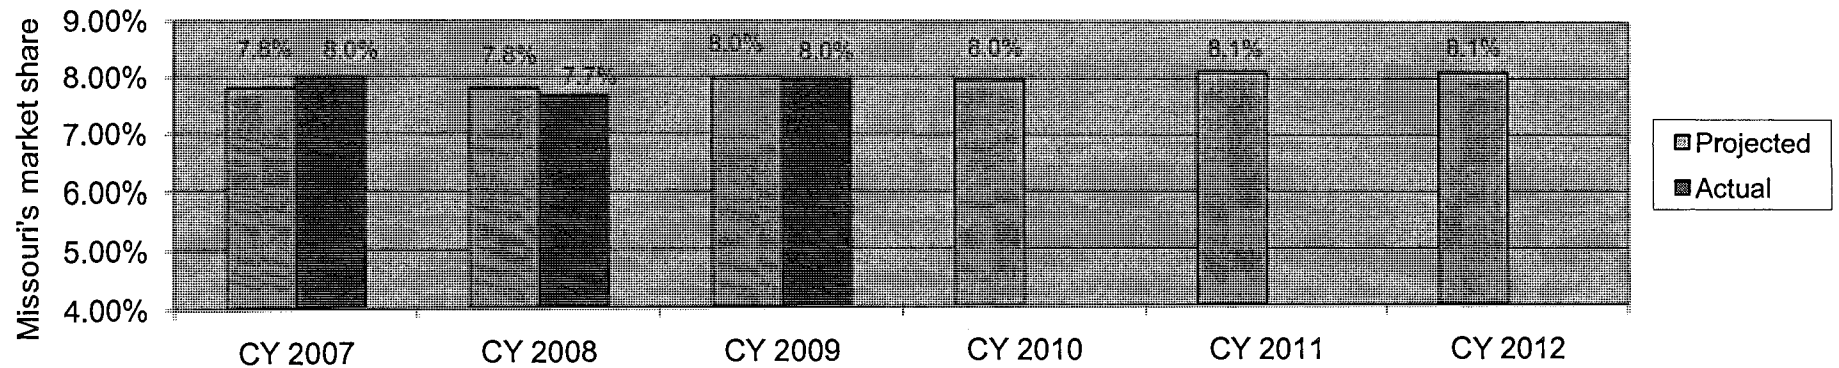 Missouri's market share
9.00%
8.00%
7.00%
6.00%
5.00%
4.00%
7.8% 8.0% 7.8% 7.7% 8.0% 8.0% 8.0% 8.1% 8.1%
CY 2007 CY 2008 CY 2009 CY 2010 CY 2011 CY 2012
Projected
Actual